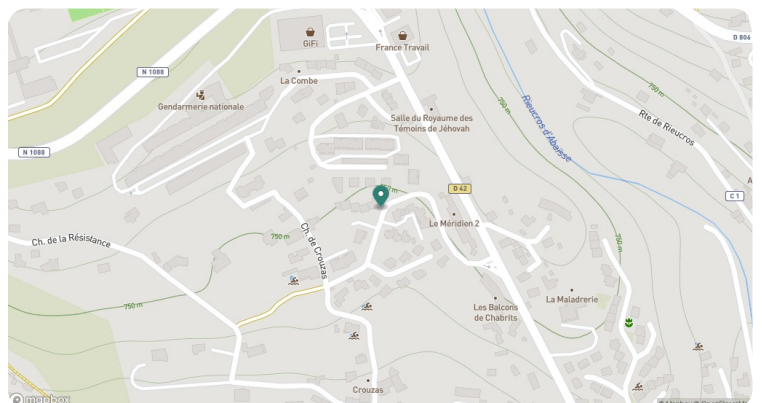 GiFi
France Travail
D 806
N 1088
La Combe
Gendarmerie nationale
750 m
Rieucros d'Abaïsse
Salle du Royaume des
Témoins de Jéhovah
Rte de Rieucros
N 1088
D 42
C 1
750 m
Le Méridien 2
Ch. de Crouzas
Ch. de la Résistance
750 m
750 m
750 m
Les Balcons
de Chabrits
La Maladrerie
Crouzas
mapbox